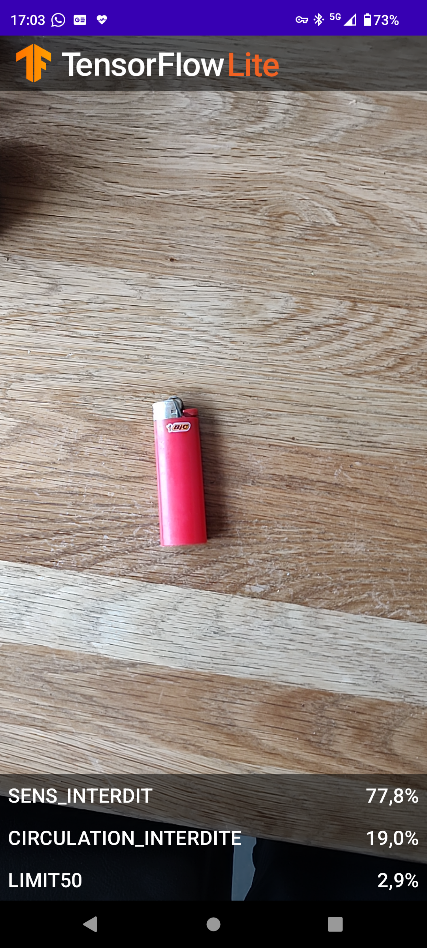 17:03 5G 73%
TensorFlow Lite
BIC
SENS_INTERDIT 77,8%
CIRCULATION_INTERDITE 19,0%
LIMIT50 2,9%